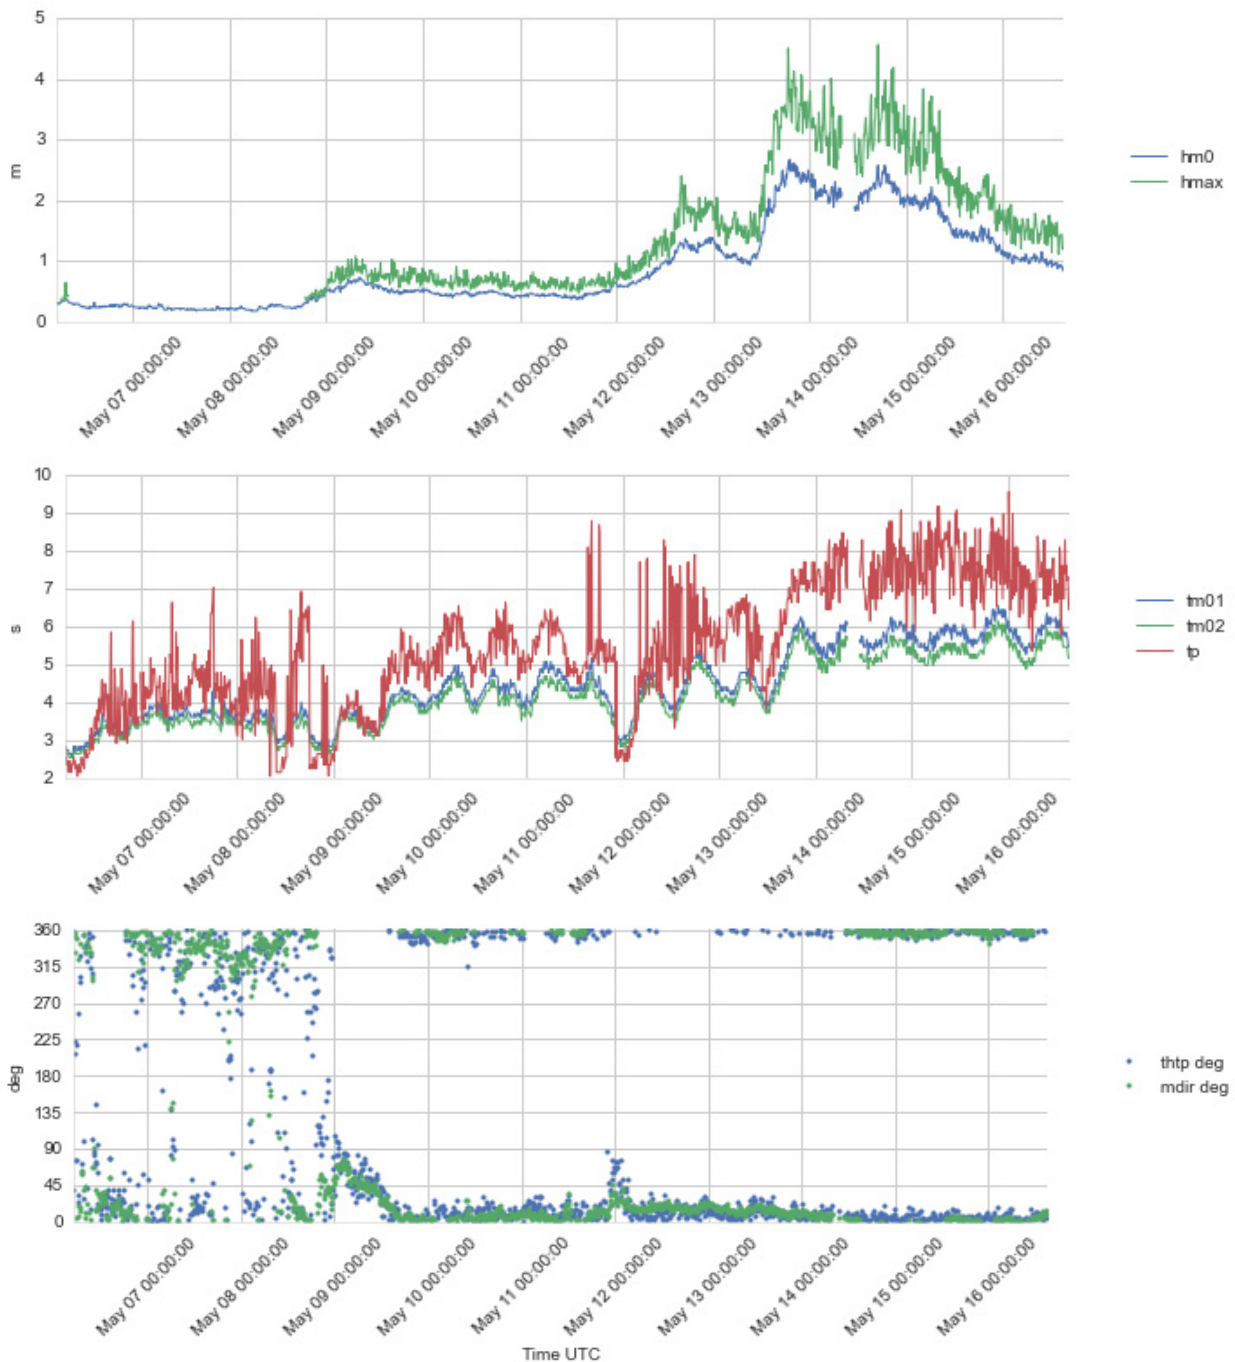 5
4
3
2
1
0
m
hm0
hmax
May 07 00:00:00
May 08 00:00:00
May 09 00:00:00
May 10 00:00:00
May 11 00:00:00
May 12 00:00:00
May 13 00:00:00
May 14 00:00:00
May 15 00:00:00
May 16 00:00:00
10
9
8
7
6
5
4
3
2
s
tm01
tm02
tp
May 07 00:00:00
May 08 00:00:00
May 09 00:00:00
May 10 00:00:00
May 11 00:00:00
May 12 00:00:00
May 13 00:00:00
May 14 00:00:00
May 15 00:00:00
May 16 00:00:00
360
315
270
225
180
135
90
45
0
deg
thtp deg
mdir deg
May 07 00:00:00
May 08 00:00:00
May 09 00:00:00
May 10 00:00:00
May 11 00:00:00
May 12 00:00:00
May 13 00:00:00
May 14 00:00:00
May 15 00:00:00
May 16 00:00:00
Time UTC